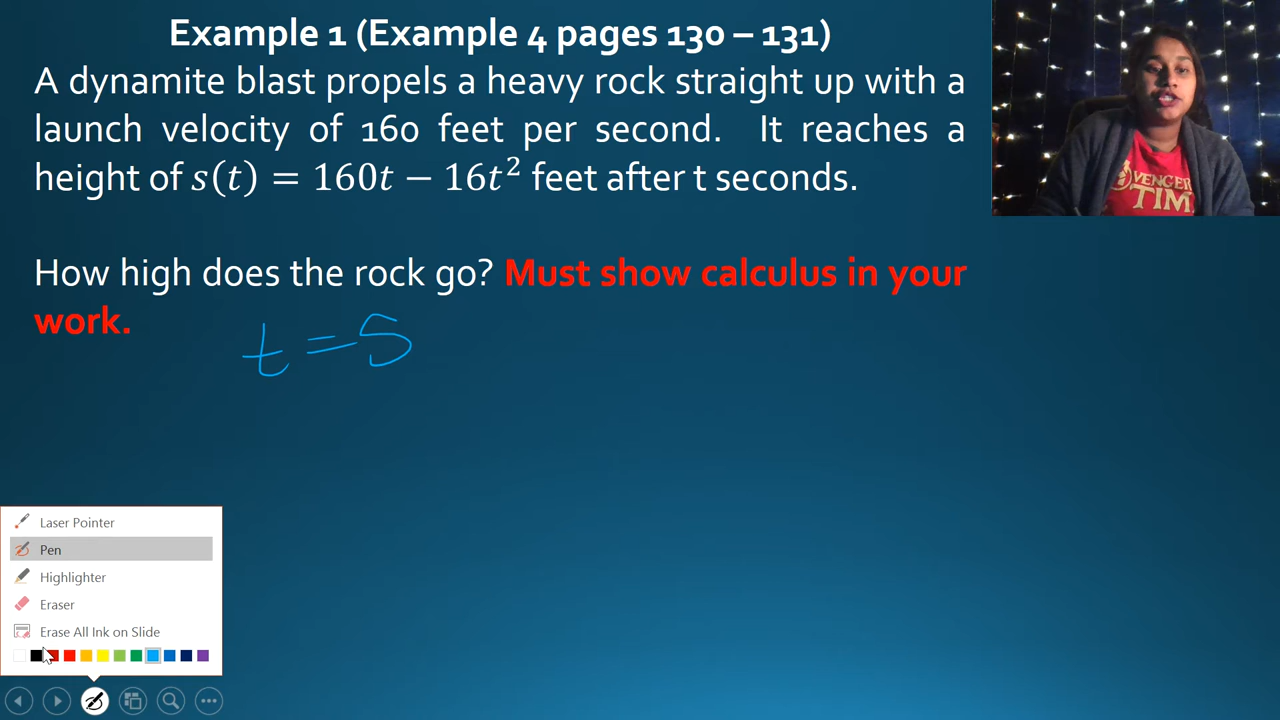 Example 1 (Example 4 pages 130 – 131)
A dynamite blast propels a heavy rock straight up with a
launch velocity of 160 feet per second. It reaches a
height of s(t) = 160t − 16t² feet after t seconds.
How high does the rock go? Must show calculus in your
work.
t = 5
VENGER
TIM
Laser Pointer
Pen
Highlighter
Eraser
Erase All Ink on Slide